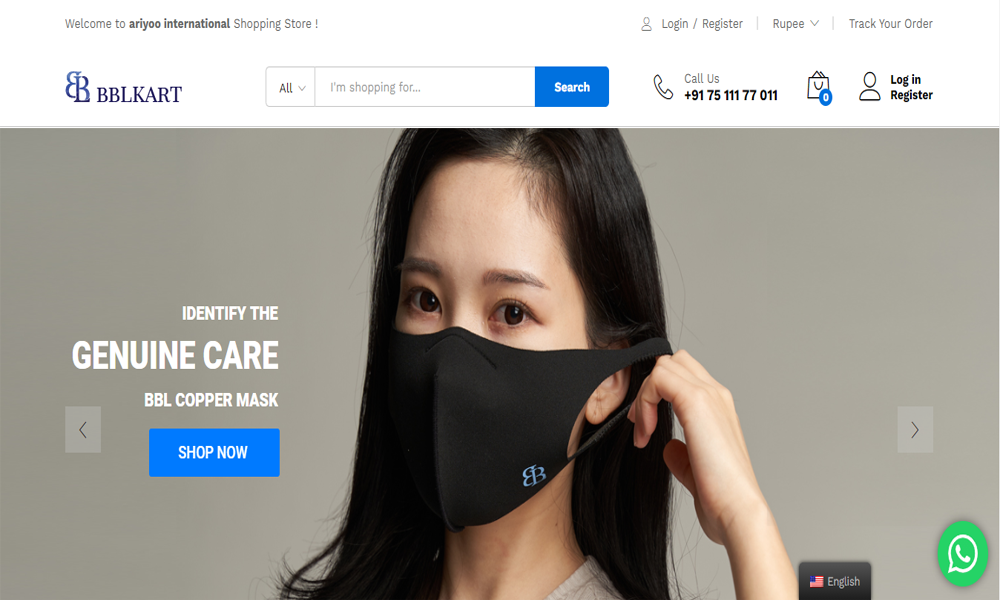 Welcome to ariyoo international Shopping Store !
Login / Register
Rupee
Track Your Order
BBLKART
All
I'm shopping for...
Search
Call Us
+91 75 111 77 011
0
Log in
Register
IDENTIFY THE
GENUINE CARE
BBL COPPER MASK
SHOP NOW
English